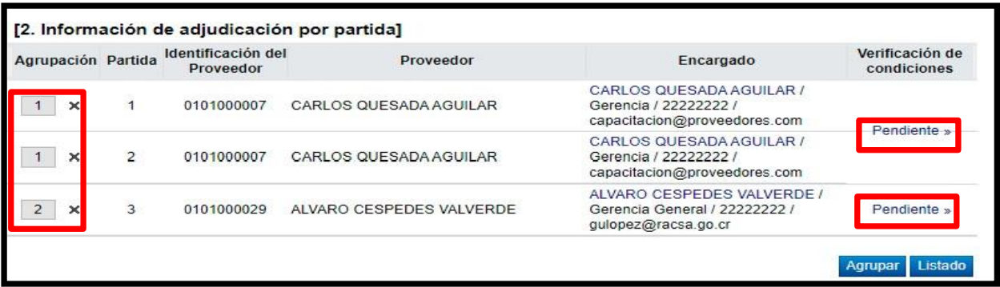 [2. Información de adjudicación por partida]
Agrupación Partida Identificación del Proveedor Proveedor Encargado Verificación de condiciones
1 × 1 0101000007 CARLOS QUESADA AGUILAR CARLOS QUESADA AGUILAR /
Gerencia / 22222222 /
capacitacion@proveedores.com
Pendiente »
1 × 2 0101000007 CARLOS QUESADA AGUILAR CARLOS QUESADA AGUILAR /
Gerencia / 22222222 /
capacitacion@proveedores.com
2 × 3 0101000029 ALVARO CESPEDES VALVERDE ALVARO CESPEDES VALVERDE /
Gerencia General / 22222222 /
gulopez@racsa.go.cr
Pendiente »
Agrupar Listado